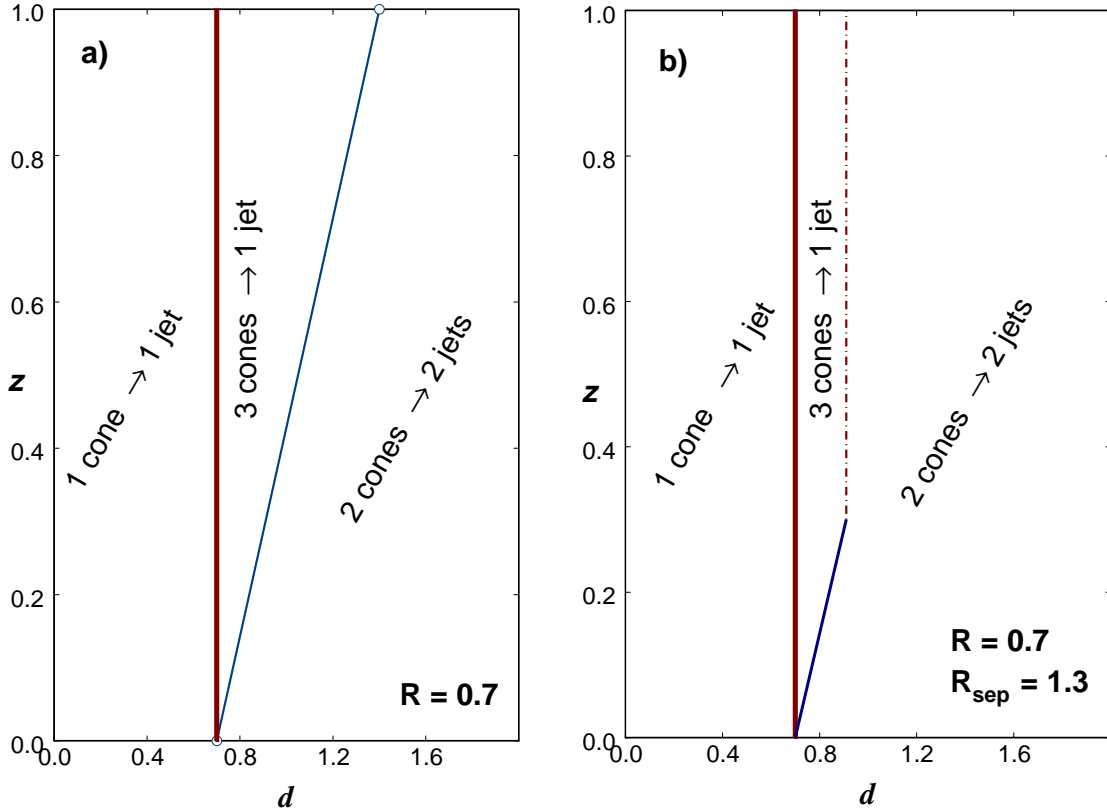 a)
1.0
0.8
0.6
0.4
0.2
0.0
z
1 cone → 1 jet
3 cones → 1 jet
2 cones → 2 jets
R = 0.7
0.0 0.4 0.8 1.2 1.6
d
b)
1.0
0.8
0.6
0.4
0.2
0.0
z
1 cone → 1 jet
3 cones → 1 jet
2 cones → 2 jets
R = 0.7
Rsep = 1.3
0.0 0.4 0.8 1.2 1.6
d